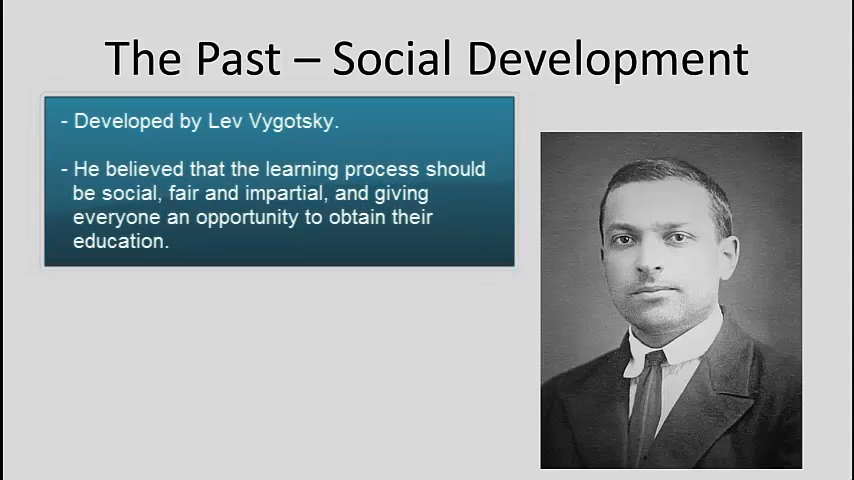 The Past – Social Development
- Developed by Lev Vygotsky.
- He believed that the learning process should
be social, fair and impartial, and giving
everyone an opportunity to obtain their
education.